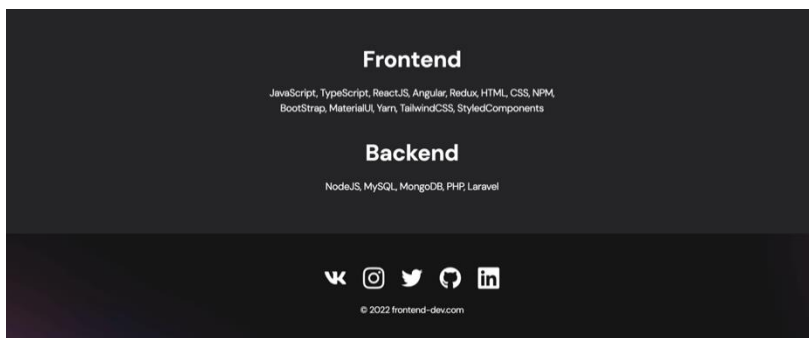 Frontend
JavaScript, TypeScript, ReactJS, Angular, Redux, HTML, CSS, NPM,
BootStrap, MaterialUI, Yarn, TailwindCSS, StyledComponents
Backend
NodeJS, MySQL, MongoDB, PHP, Laravel
© 2022 frontend-dev.com